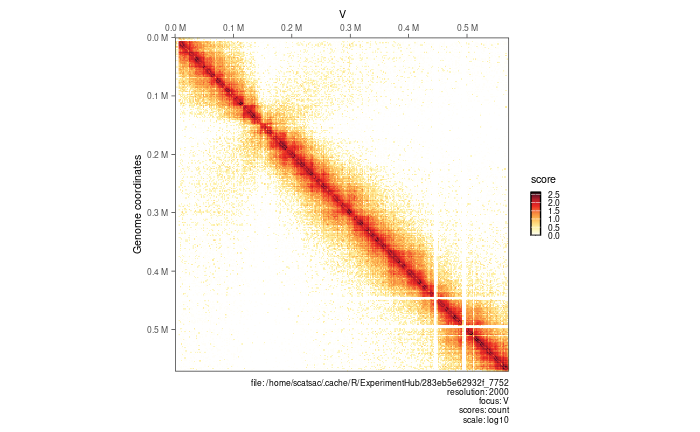 V
0.0 M 0.1 M 0.2 M 0.3 M 0.4 M 0.5 M
0.0 M
0.1 M
0.2 M
0.3 M
0.4 M
0.5 M
Genome coordinates
score
2.5
2.0
1.5
1.0
0.5
0.0
file: /home/scatsac/.cache/R/ExperimentHub/283eb5e62932f_7752
resolution: 2000
focus: V
scores: count
scale: log10